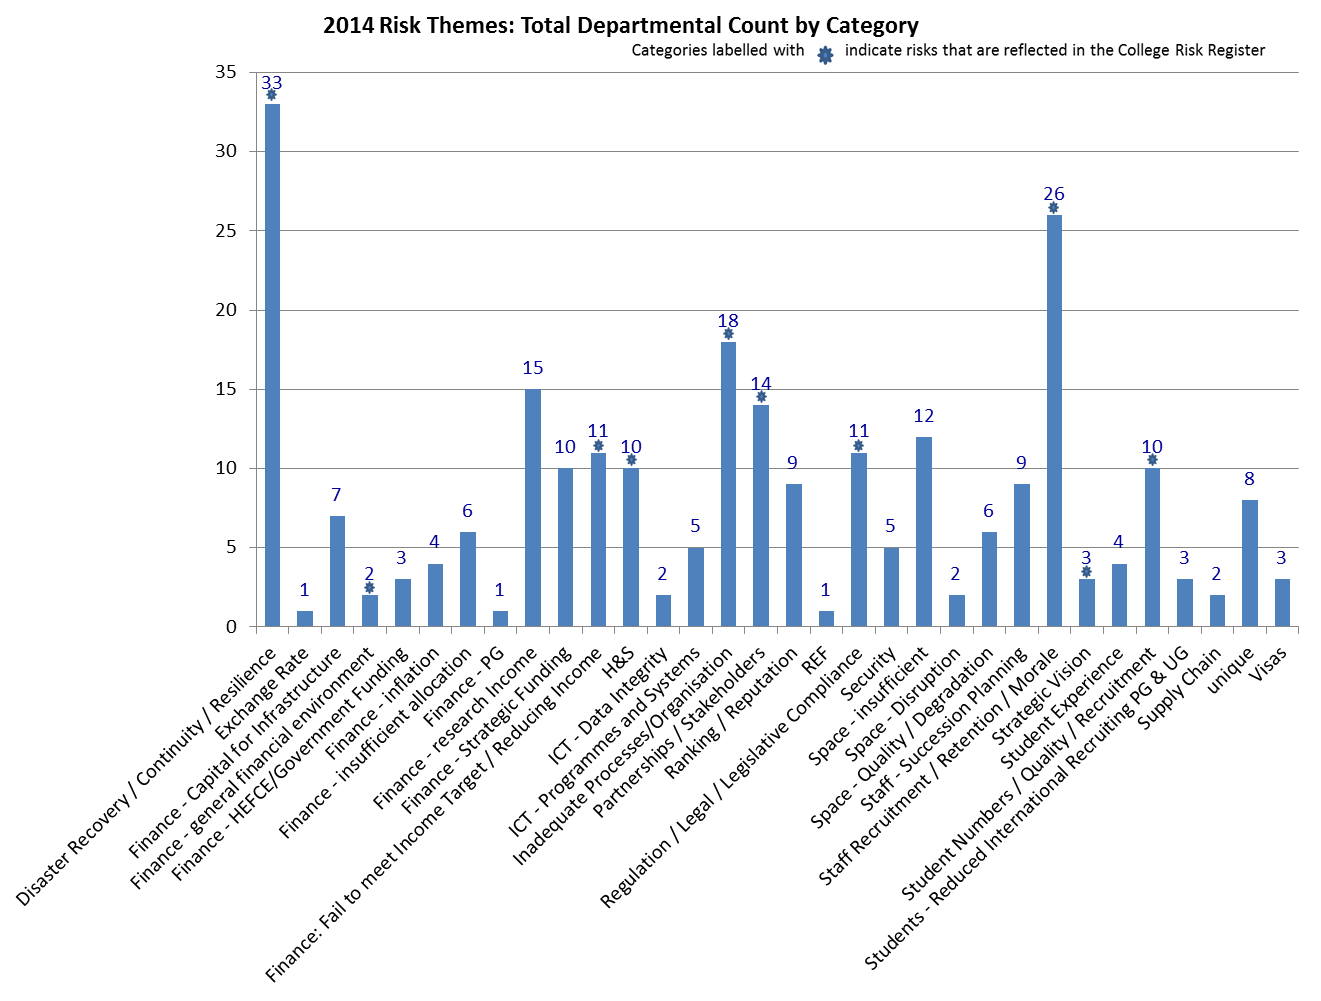 2014 Risk Themes: Total Departmental Count by Category
Categories labelled with indicate risks that are reflected in the College Risk Register
35
30
25
20
15
10
5
0
33
1
7
2
3
4
6
1
15
10
11
10
2
5
18
14
9
1
11
5
12
2
6
9
26
3
4
10
3
2
8
3
Disaster Recovery / Continuity / Resilience
Exchange Rate
Finance - Capital for Infrastructure
Finance - general financial environment
Finance - HEFCE/Government Funding
Finance - inflation
Finance - insufficient allocation
Finance - PG
Finance - research Income
Finance - Strategic Funding
Finance: Fail to meet Income Target / Reducing Income
H&S
ICT - Data Integrity
ICT - Programmes and Systems
Inadequate Processes/Organisation
Partnerships / Stakeholders
Ranking / Reputation
REF
Regulation / Legal / Legislative Compliance
Security
Space - insufficient
Space - Disruption
Space - Quality / Degradation
Staff - Succession Planning
Staff Recruitment / Retention / Morale
Strategic Vision
Student Experience
Student Numbers / Quality / Recruitment
Students - Reduced International Recruiting PG & UG
Supply Chain
unique
Visas